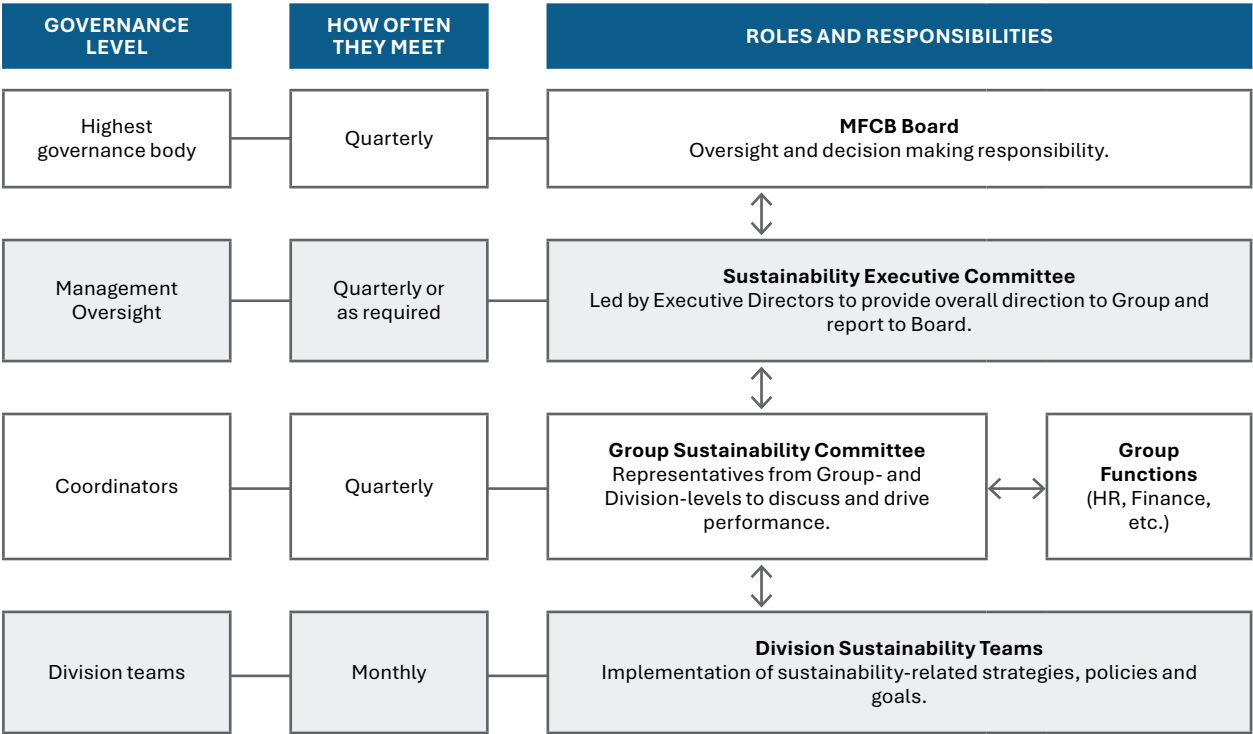 GOVERNANCE
LEVEL
HOW OFTEN
THEY MEET
ROLES AND RESPONSIBILITIES
Highest
governance body
Quarterly
MFCB Board
Oversight and decision making responsibility.
Management
Oversight
Quarterly or
as required
Sustainability Executive Committee
Led by Executive Directors to provide overall direction to Group and
report to Board.
Coordinators
Quarterly
Group Sustainability Committee
Representatives from Group- and
Division-levels to discuss and drive
performance.
Group
Functions
(HR, Finance,
etc.)
Division teams
Monthly
Division Sustainability Teams
Implementation of sustainability-related strategies, policies and
goals.